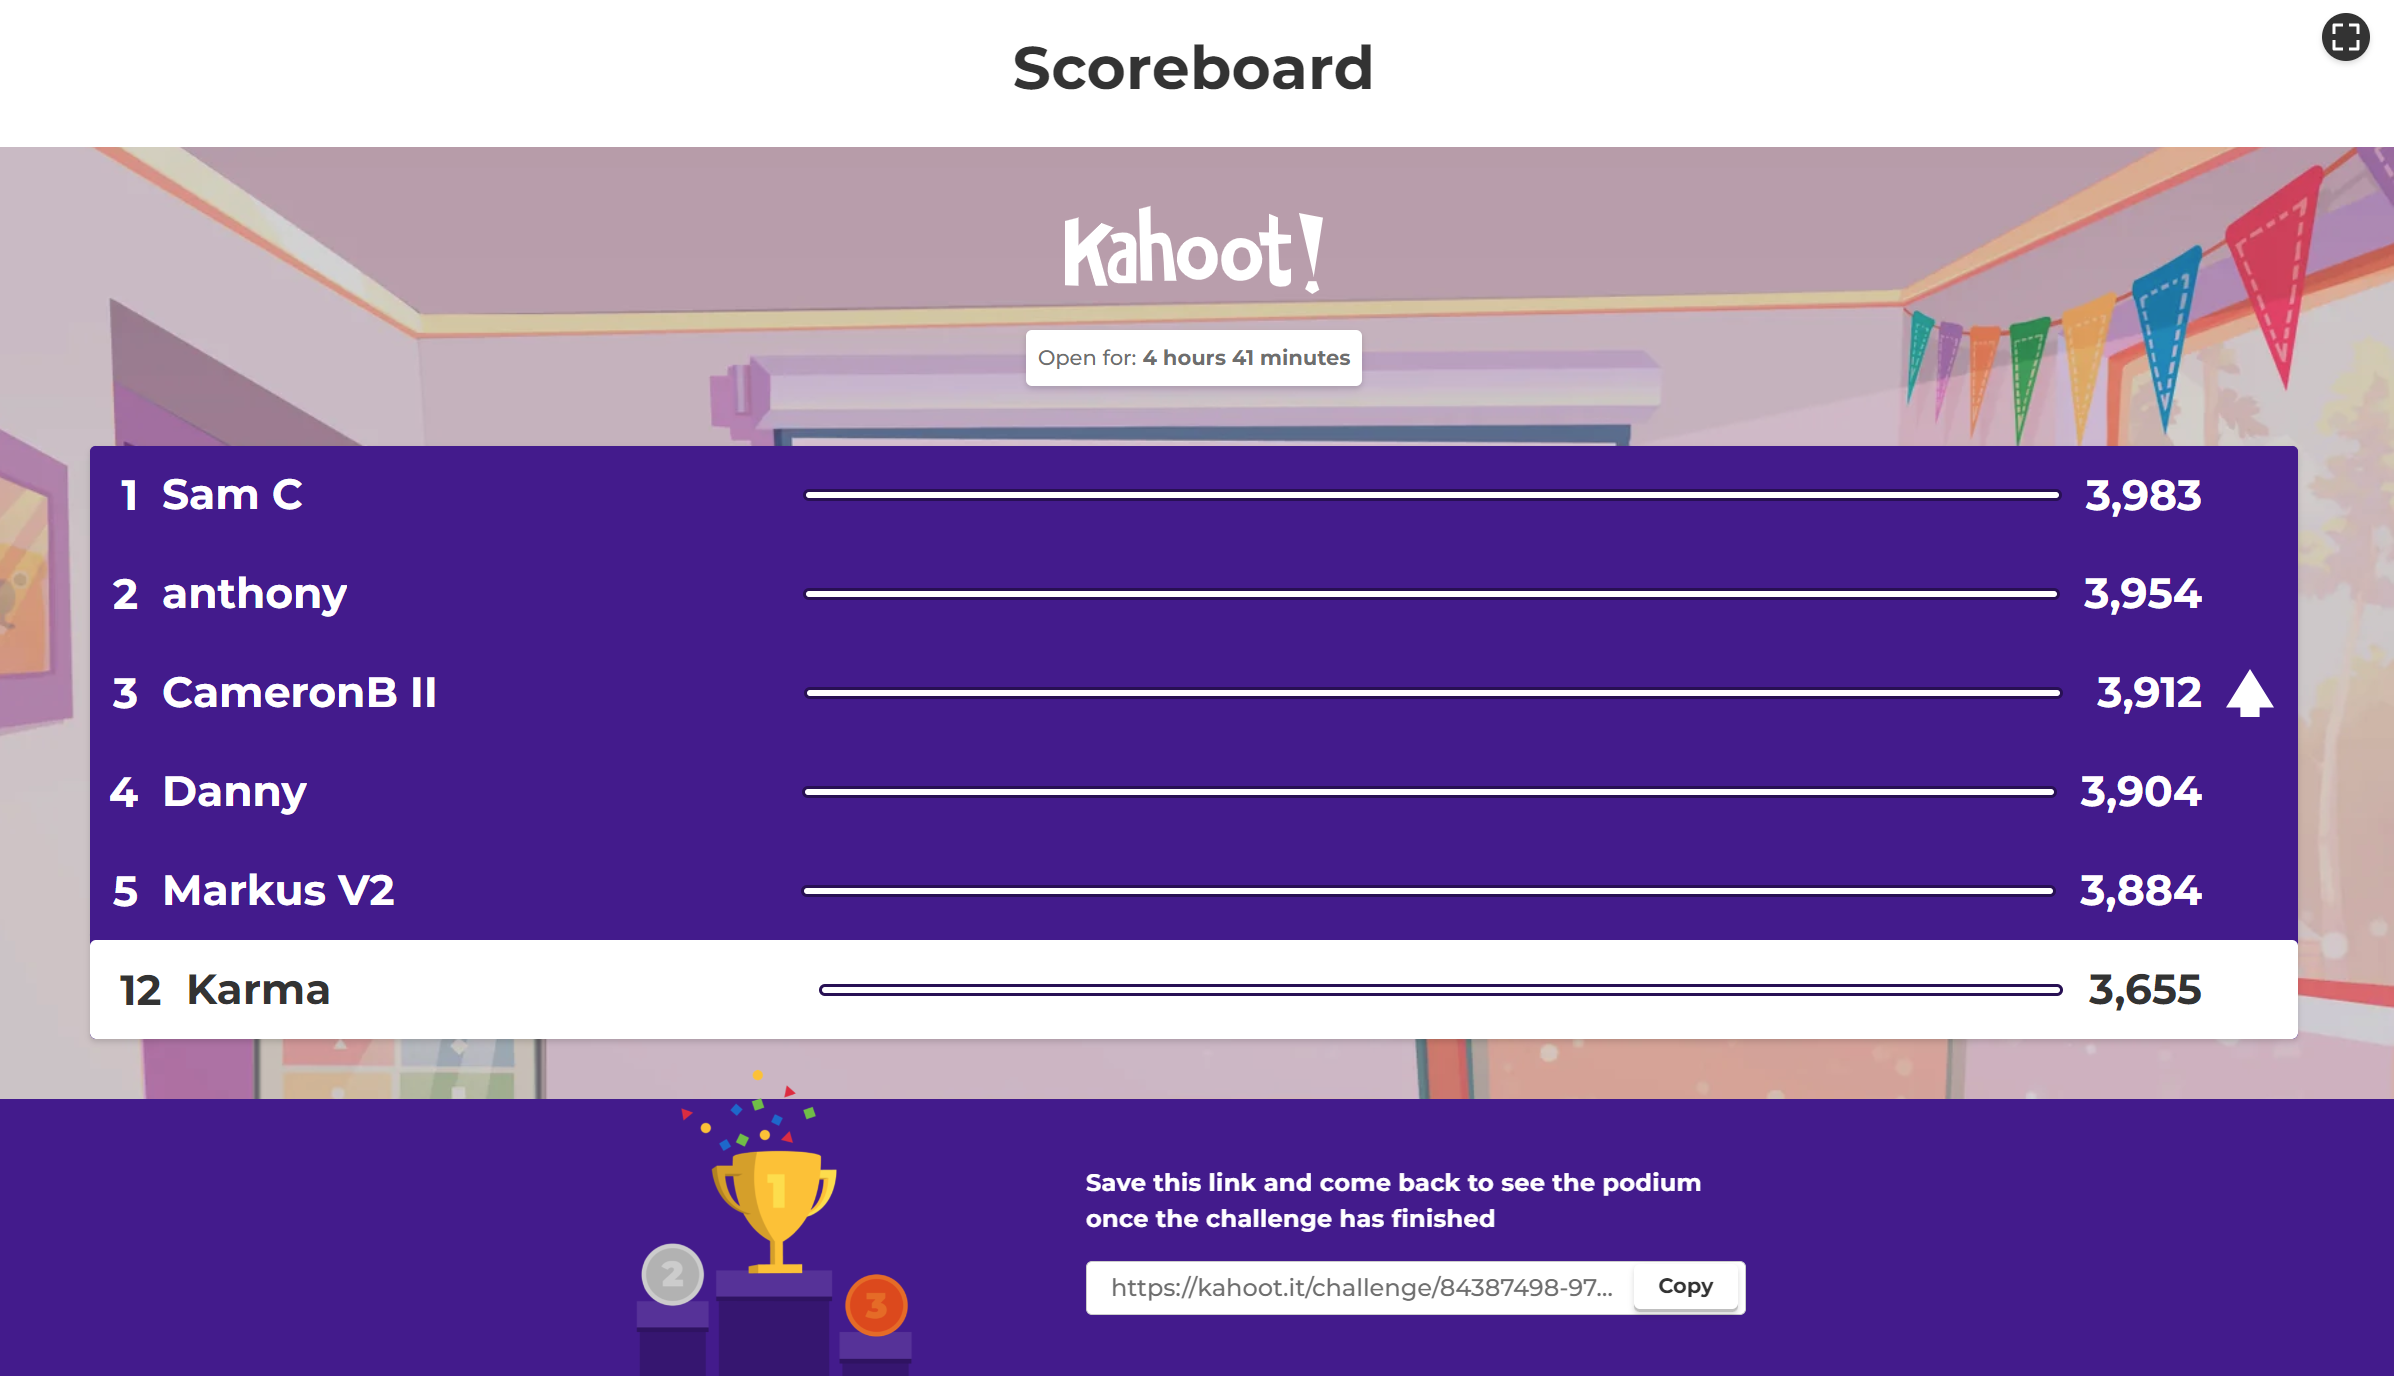 Scoreboard
Kahoot!
Open for: 4 hours 41 minutes
1 Sam C 3,983
2 anthony 3,954
3 CameronB II 3,912
4 Danny 3,904
5 Markus V2 3,884
12 Karma 3,655
1
2
3
Save this link and come back to see the podium
once the challenge has finished
https://kahoot.it/challenge/84387498-97... Copy